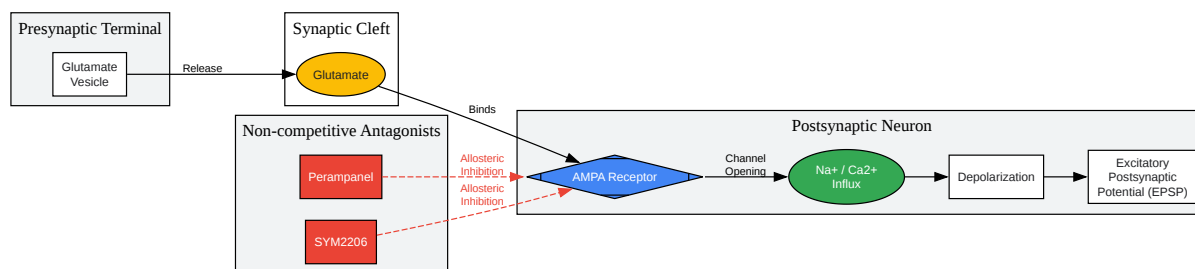 Presynaptic Terminal
Glutamate
Vesicle
Release
Synaptic Cleft
Glutamate
Binds
Non-competitive Antagonists
Perampanel
SYM2206
Allosteric
Inhibition
Allosteric
Inhibition
Postsynaptic Neuron
AMPA Receptor
Channel
Opening
Na+ / Ca2+
Influx
Depolarization
Excitatory
Postsynaptic
Potential (EPSP)